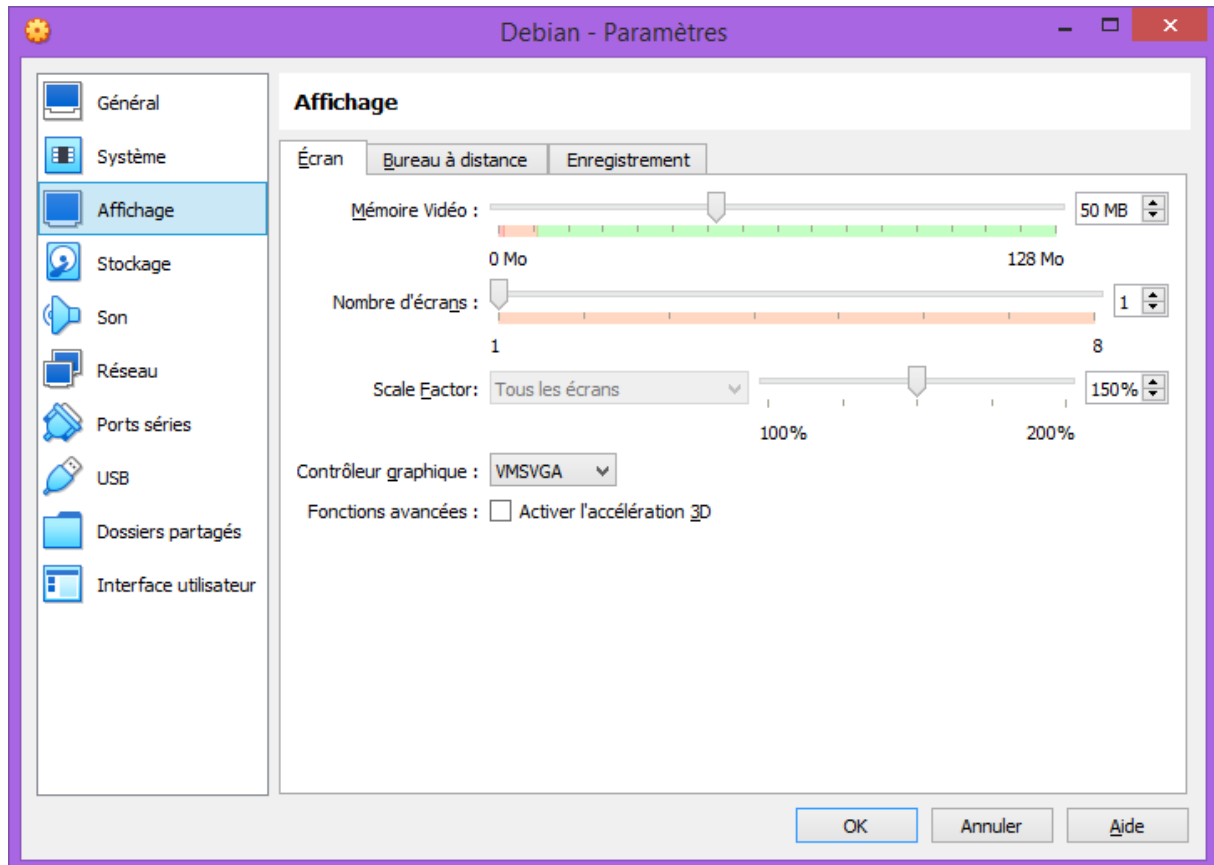 Debian - Paramètres
Général
Système
Affichage
Stockage
Son
Réseau
Ports séries
USB
Dossiers partagés
Interface utilisateur
Affichage
Écran Bureau à distance Enregistrement
Mémoire Vidéo : 50 MB
0 Mo 128 Mo
Nombre d'écrans : 1
1 8
Scale Factor: Tous les écrans 150%
100% 200%
Contrôleur graphique : VMSVGA
Fonctions avancées : Activer l'accélération 3D
OK Annuler Aide